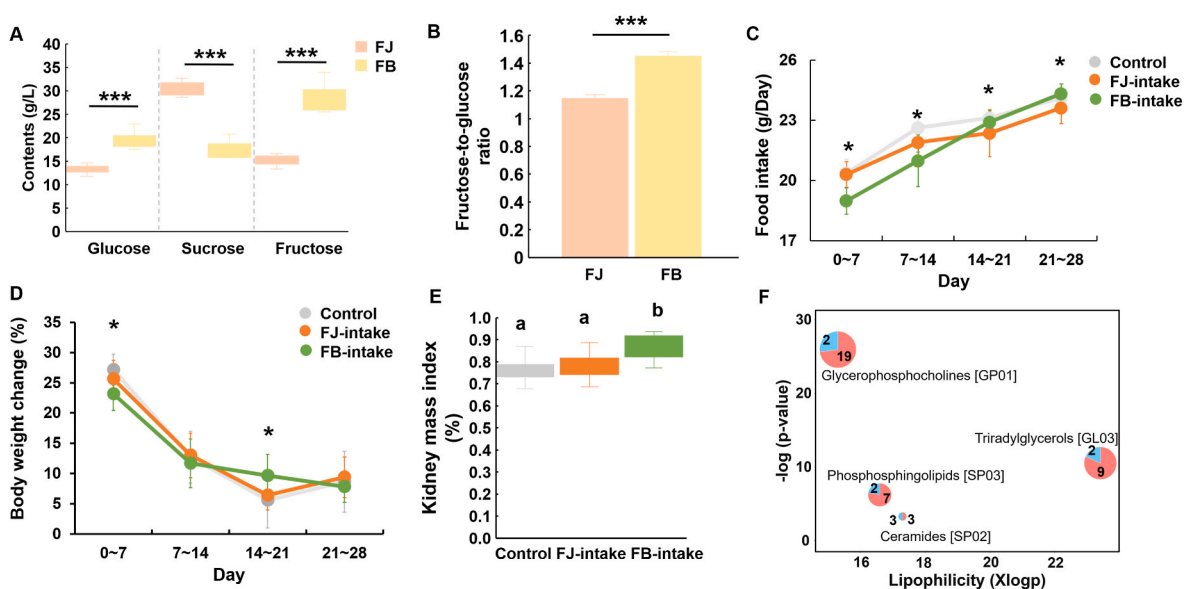 A
Contents (g/L)
40
35
30
25
20
15
10
5
0
***
***
***
FJ
FB
Glucose
Sucrose
Fructose
B
Fructose-to-glucose
ratio
1.6
1.4
1.2
1
0.8
0.6
0.4
0.2
0
***
FJ
FB
C
Food intake (g/Day)
26
23
20
17
*
*
*
*
Control
FJ-intake
FB-intake
0~7
7~14
14~21
21~28
Day
D
Body weight change (%)
35
30
25
20
15
10
5
0
*
*
Control
FJ-intake
FB-intake
0~7
7~14
14~21
21~28
Day
E
Kidney mass index
(%)
1.0
0.9
0.8
0.7
0.6
0.5
0.4
0.3
0.2
0.1
0.0
a
a
b
Control FJ-intake FB-intake
F
-log (p-value)
30
20
10
0
2
19
Glycerophosphocholines [GP01]
Triradylglycerols [GL03]
2
9
Phosphosphingolipids [SP03]
2
7
3 3
Ceramides [SP02]
16
18
20
22
Lipophilicity (Xlogp)